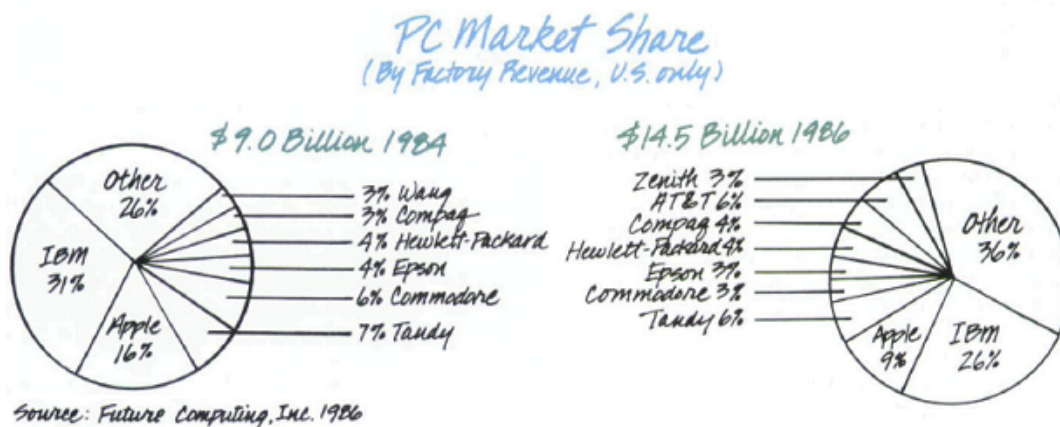 PC Market Share
(By Factory Revenue, U.S. only)
$9.0 Billion 1984
Other
26%
IBM
31%
Apple
16%
3% Wang
3% Compaq
4% Hewlett-Packard
4% Epson
6% Commodore
7% Tandy
$14.5 Billion 1986
Zenith 3%
AT&T 6%
Compaq 4%
Hewlett-Packard 4%
Epson 3%
Commodore 3%
Tandy 6%
Other
36%
Apple
9%
IBM
26%
Source: Future Computing, Inc. 1986